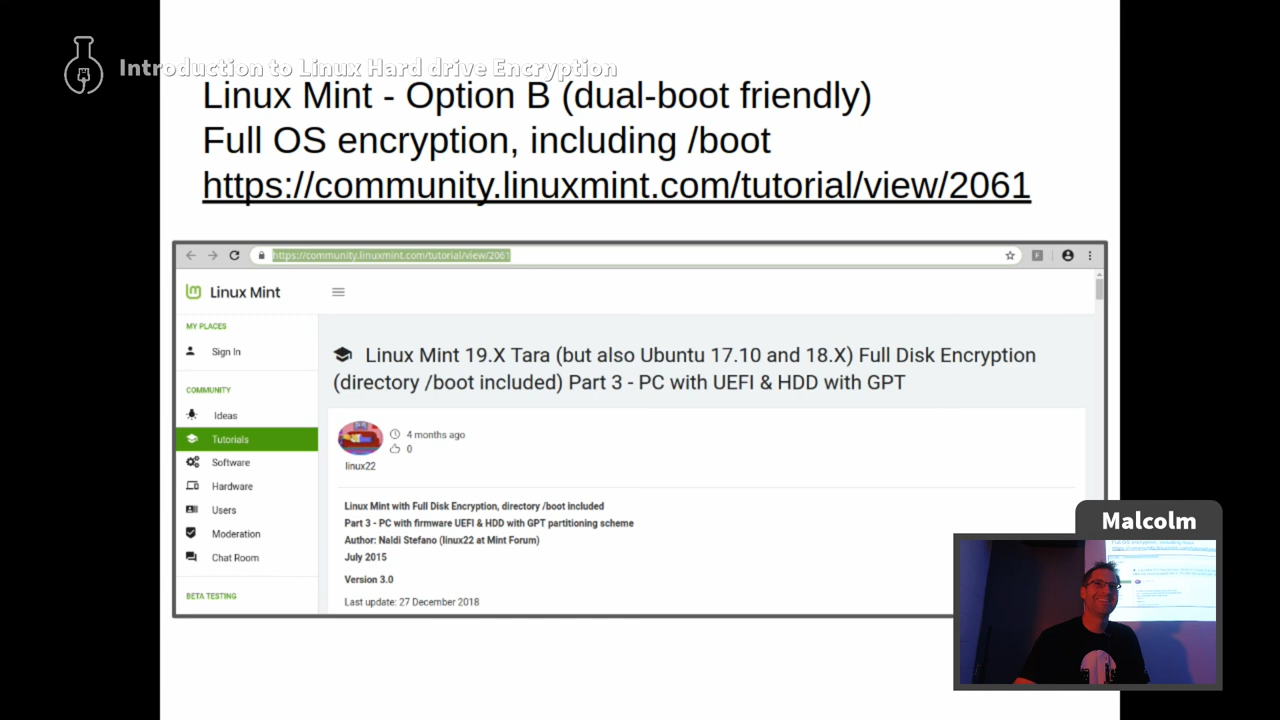 Introduction to Linux Hard drive Encryption
Linux Mint - Option B (dual-boot friendly)
Full OS encryption, including /boot
https://community.linuxmint.com/tutorial/view/2061
https://community.linuxmint.com/tutorial/view/2061
Linux Mint
MY PLACES
Sign In
COMMUNITY
Ideas
Tutorials
Software
Hardware
Users
Moderation
Chat Room
BETA TESTING
Linux Mint 19.X Tara (but also Ubuntu 17.10 and 18.X) Full Disk Encryption
(directory /boot included) Part 3 - PC with UEFI & HDD with GPT
4 months ago
0
linux22
Linux Mint with Full Disk Encryption, directory /boot included
Part 3 - PC with firmware UEFI & HDD with GPT partitioning scheme
Author: Naldi Stefano (linux22 at Mint Forum)
July 2015
Version 3.0
Last update: 27 December 2018
Malcolm